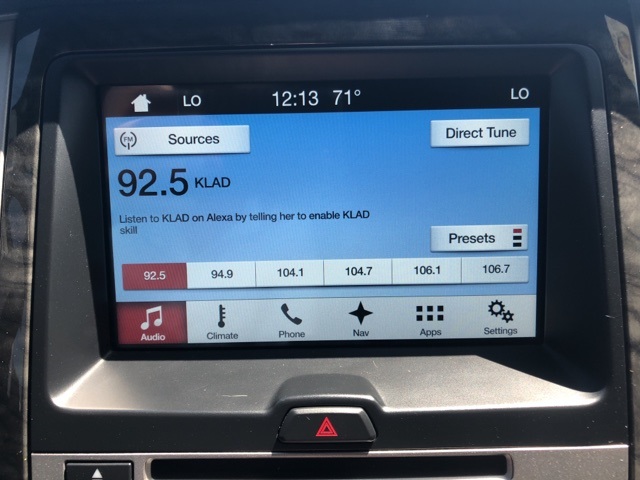 LO 12:13 71° LO
FM Sources Direct Tune
92.5 KLAD
Listen to KLAD on Alexa by telling her to enable KLAD
skill
Presets
92.5 94.9 104.1 104.7 106.1 106.7
Audio Climate Phone Nav Apps Settings